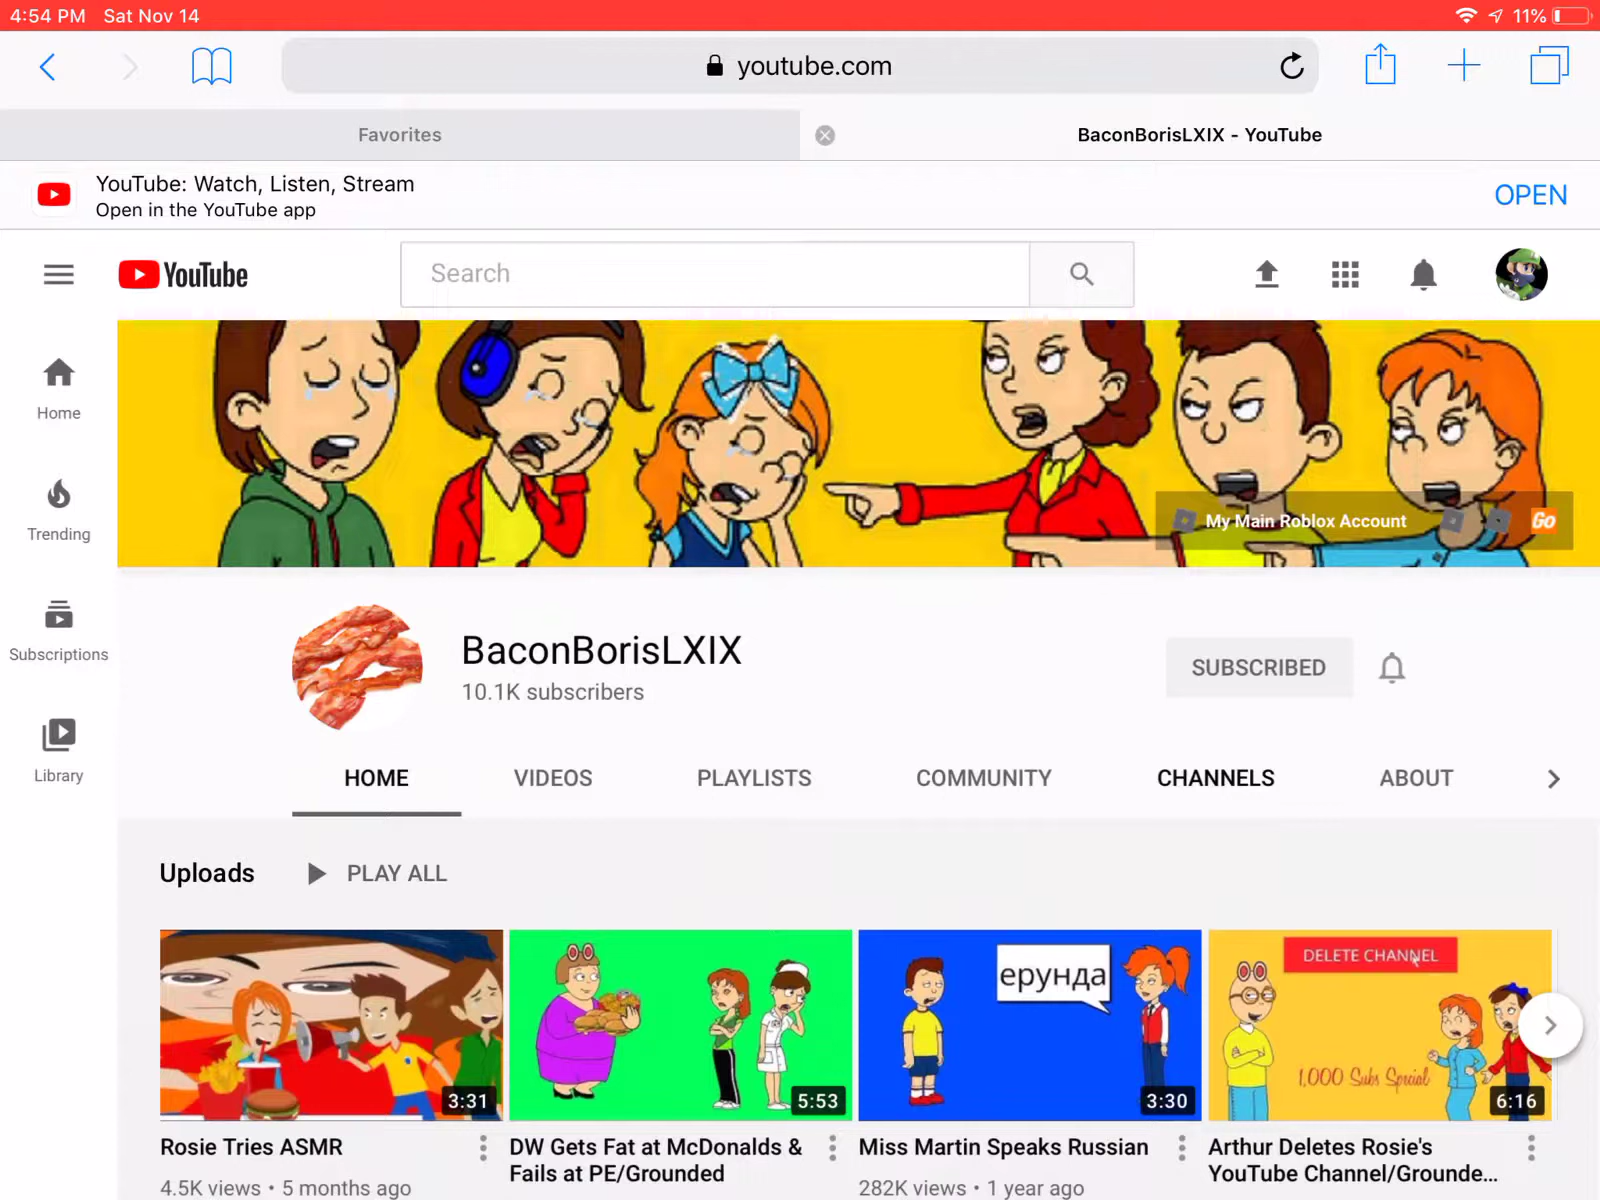 4:54 PM Sat Nov 14 11%
youtube.com
Favorites
BaconBorisLXIX - YouTube
YouTube: Watch, Listen, Stream
Open in the YouTube app
OPEN
YouTube
Search
Home
Trending
Subscriptions
Library
My Main Roblox Account
Go
BaconBorisLXIX
10.1K subscribers
SUBSCRIBED
HOME VIDEOS PLAYLISTS COMMUNITY CHANNELS ABOUT
Uploads PLAY ALL
3:31
5:53
ерунда
3:30
DELETE CHANNEL
1,000 Subs Special
6:16
Rosie Tries ASMR
4.5K views • 5 months ago
DW Gets Fat at McDonalds &
Fails at PE/Grounded
Miss Martin Speaks Russian
282K views • 1 year ago
Arthur Deletes Rosie's
YouTube Channel/Grounde...